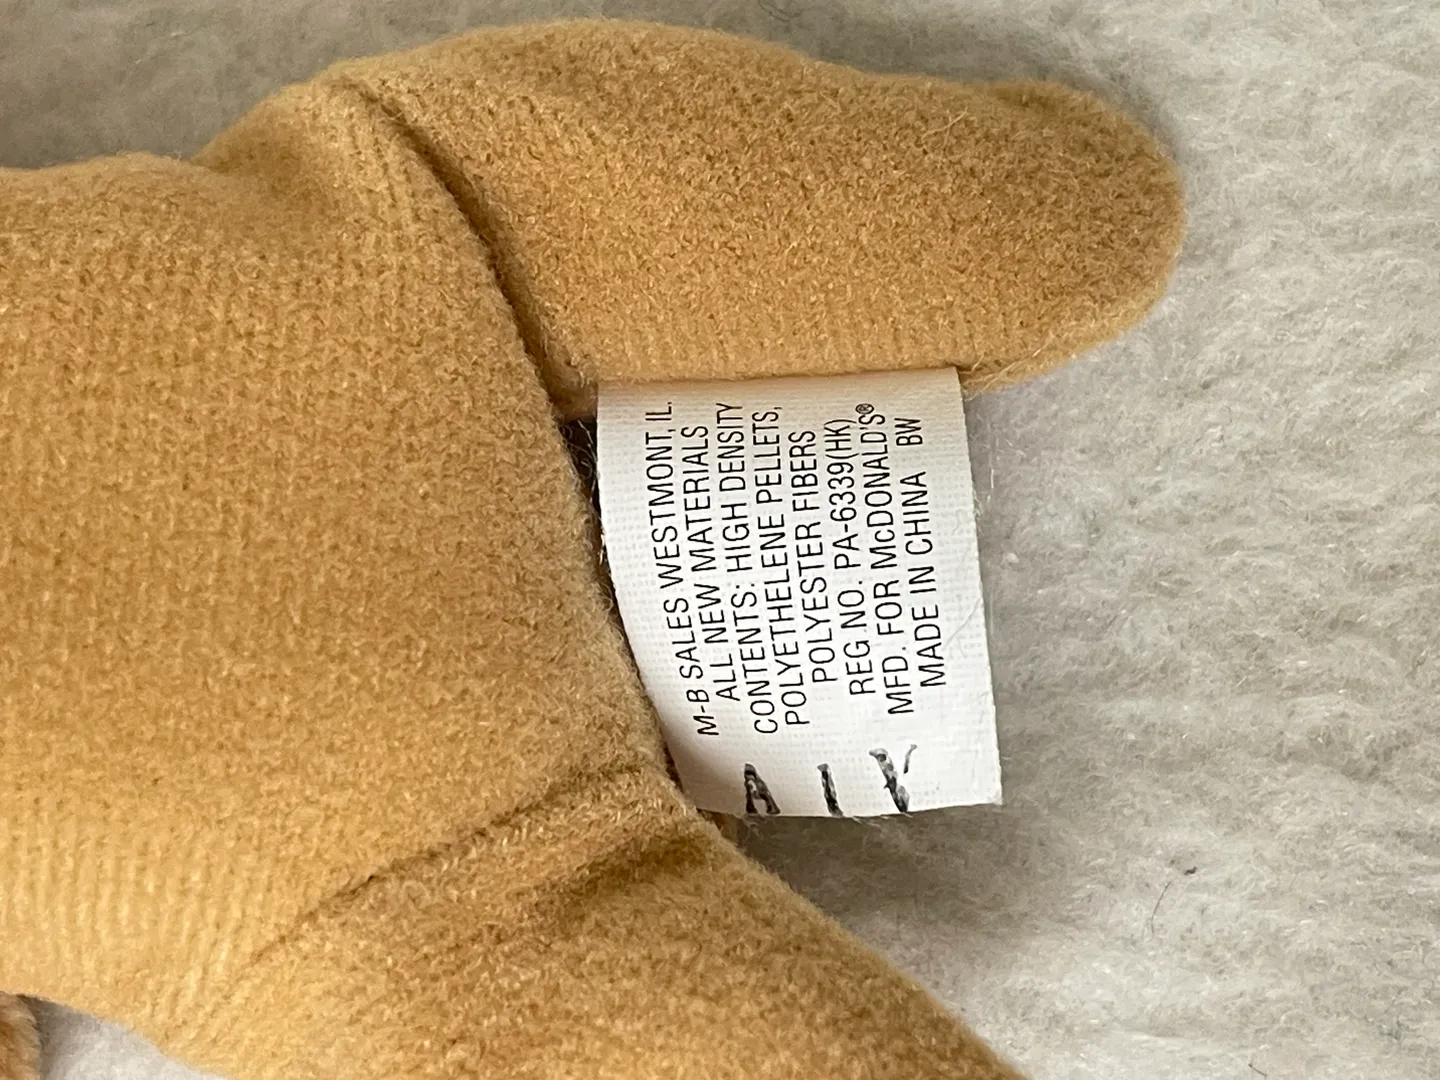 M-B SALES WESTMONT, IL.
ALL NEW MATERIALS
CONTENTS: HIGH DENSITY
POLYETHELENE PELLETS,
POLYESTER FIBERS
REG.NO. PA-6339(HK)
MFD. FOR McDONALD'S®
MADE IN CHINA BW